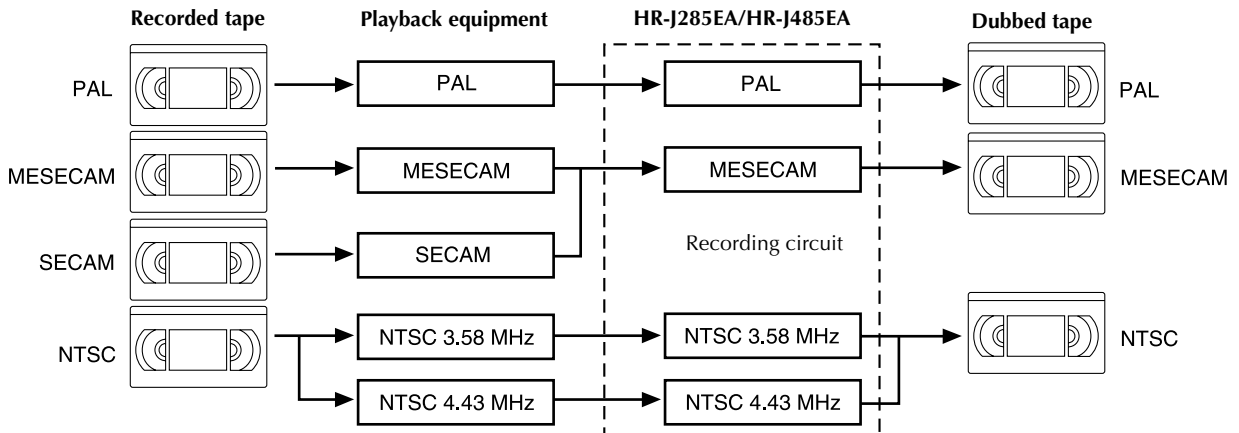 Recorded tape
Playback equipment
HR-J285EA/HR-J485EA
Dubbed tape
PAL
PAL
PAL
PAL
MESECAM
MESECAM
MESECAM
MESECAM
SECAM
SECAM
Recording circuit
NTSC
NTSC 3.58 MHz
NTSC 3.58 MHz
NTSC
NTSC 4.43 MHz
NTSC 4.43 MHz